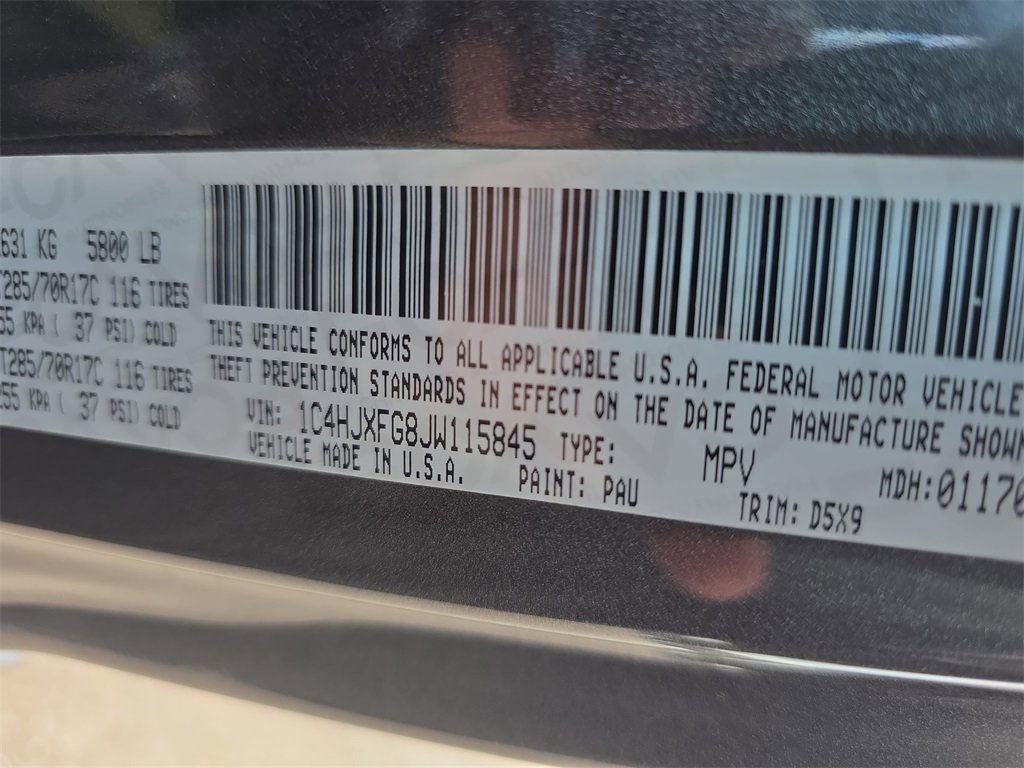 631 KG 5800 LB
T285/70R17C 116 TIRES
55 KPA ( 37 PSI) COLD
T285/70R17C 116 TIRES
255 KPA ( 37 PSI) COLD
THIS VEHICLE CONFORMS TO ALL APPLICABLE U.S.A. FEDERAL MOTOR VEHICLE
THEFT PREVENTION STANDARDS IN EFFECT ON THE DATE OF MANUFACTURE SHOWN
VIN: 1C4HJXFG8JW115845 TYPE: MPV MDH:01170
VEHICLE MADE IN U.S.A. PAINT: PAU TRIM: D5X9